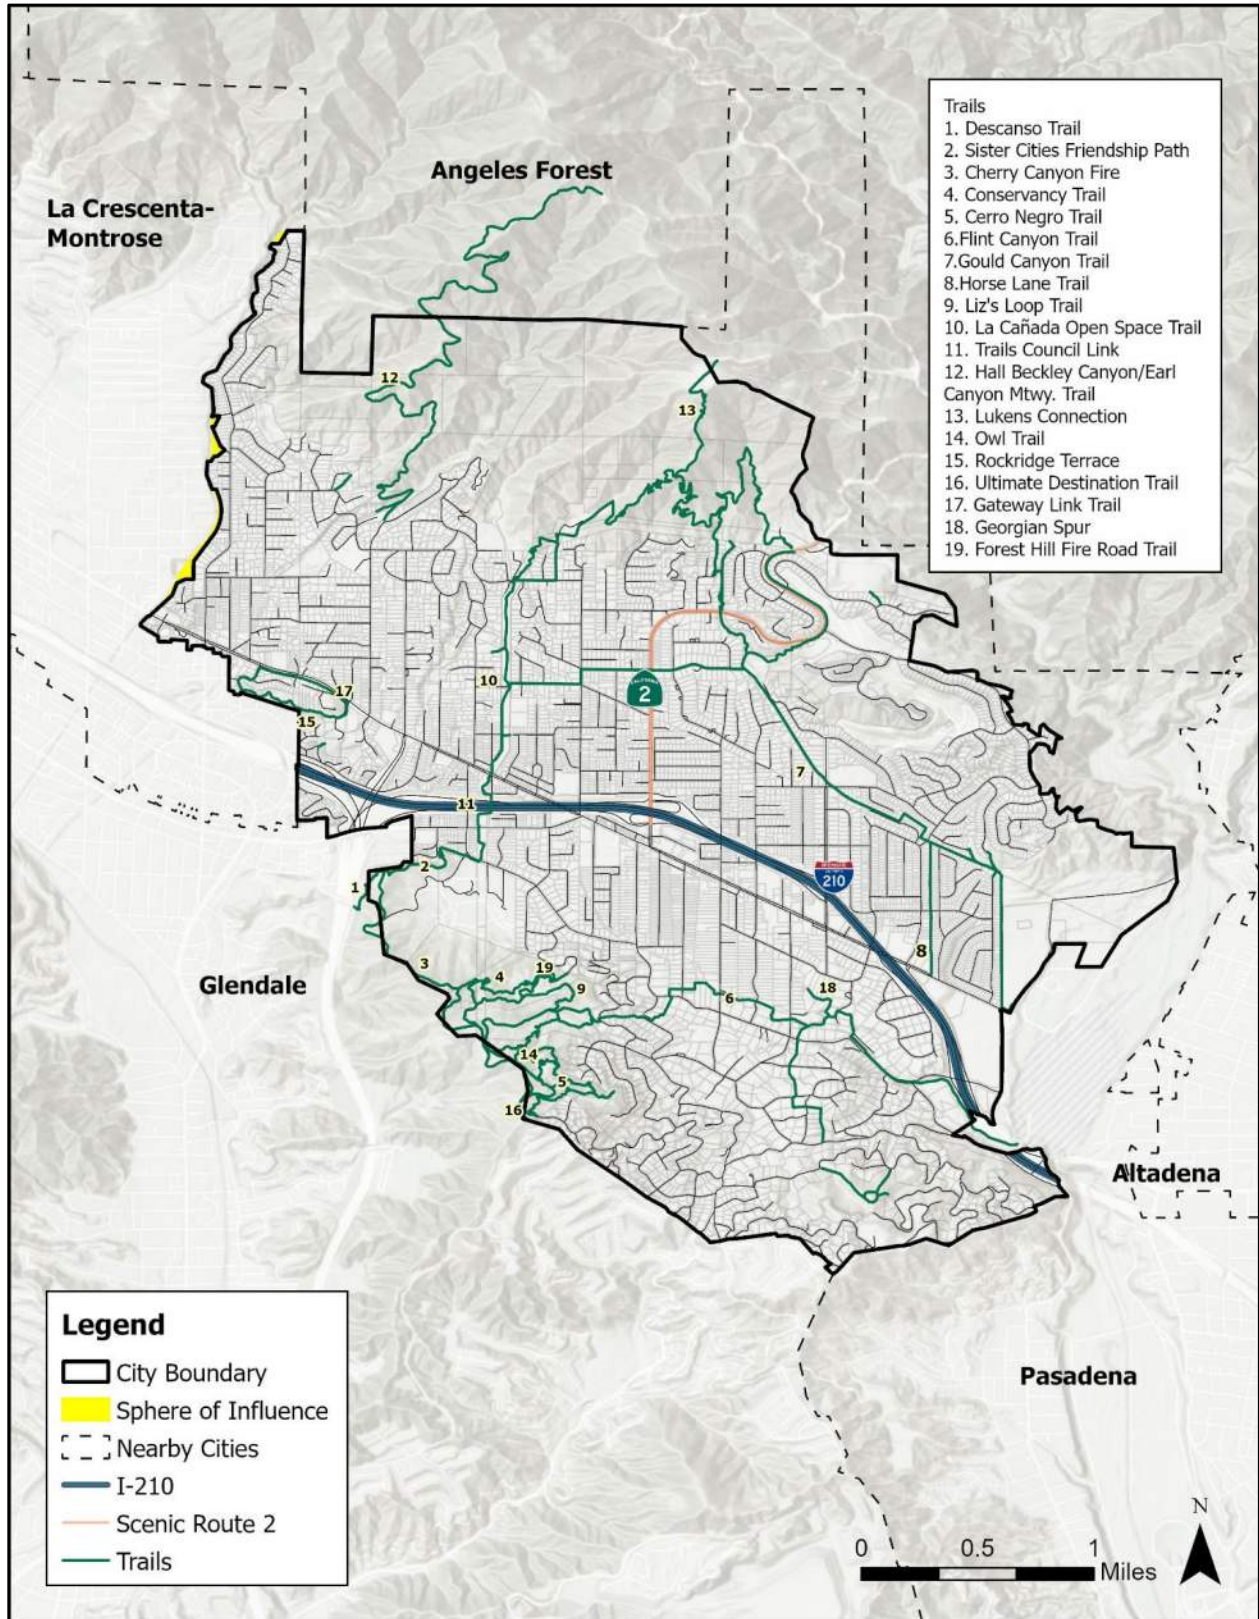 Trails
1. Descanso Trail
2. Sister Cities Friendship Path
3. Cherry Canyon Fire
4. Conservancy Trail
5. Cerro Negro Trail
6.Flint Canyon Trail
7.Gould Canyon Trail
8.Horse Lane Trail
9. Liz's Loop Trail
10. La Cañada Open Space Trail
11. Trails Council Link
12. Hall Beckley Canyon/Earl
Canyon Mtwy. Trail
13. Lukens Connection
14. Owl Trail
15. Rockridge Terrace
16. Ultimate Destination Trail
17. Gateway Link Trail
18. Georgian Spur
19. Forest Hill Fire Road Trail
Angeles Forest
La Crescenta-
Montrose
12
13
10
CALIFORNIA
2
17
15
7
11
INTERSTATE
210
2
1
8
3
4
19
9
18
6
Glendale
14
5
16
Altadena
Pasadena
Legend
City Boundary
Sphere of Influence
Nearby Cities
I-210
Scenic Route 2
Trails
N
0
0.5
1
Miles